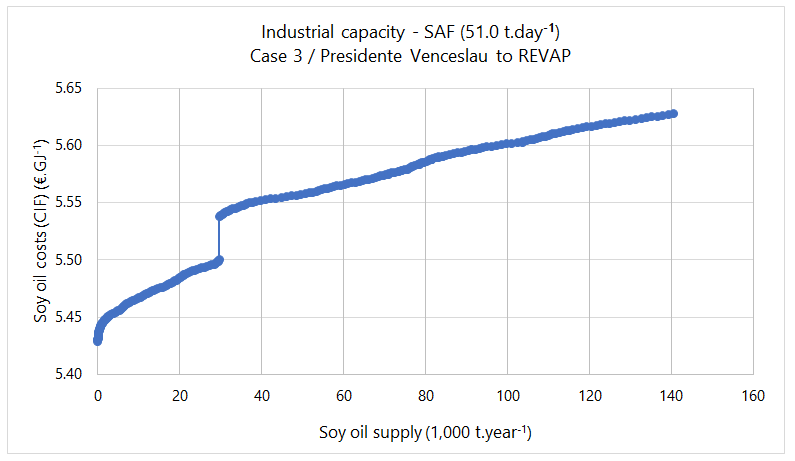 Industrial capacity - SAF (51.0 t.day⁻¹)
Case 3 / Presidente Venceslau to REVAP
Soy oil costs (CIF) (€.GJ⁻¹)
5.65
5.60
5.55
5.50
5.45
5.40
0 20 40 60 80 100 120 140 160
Soy oil supply (1,000 t.year⁻¹)